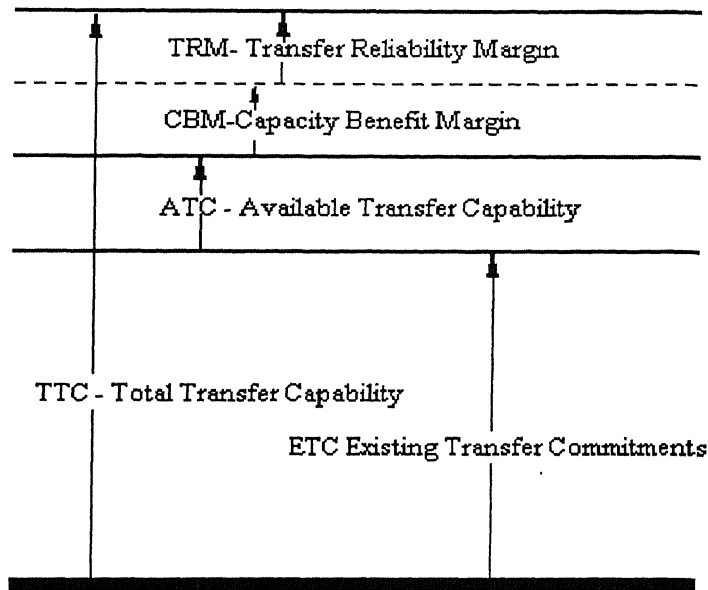 TRM- Transfer Reliability Margin
CBM-Capacity Benefit Margin
ATC - Available Transfer Capability
TTC - Total Transfer Capability
ETC Existing Transfer Commitments